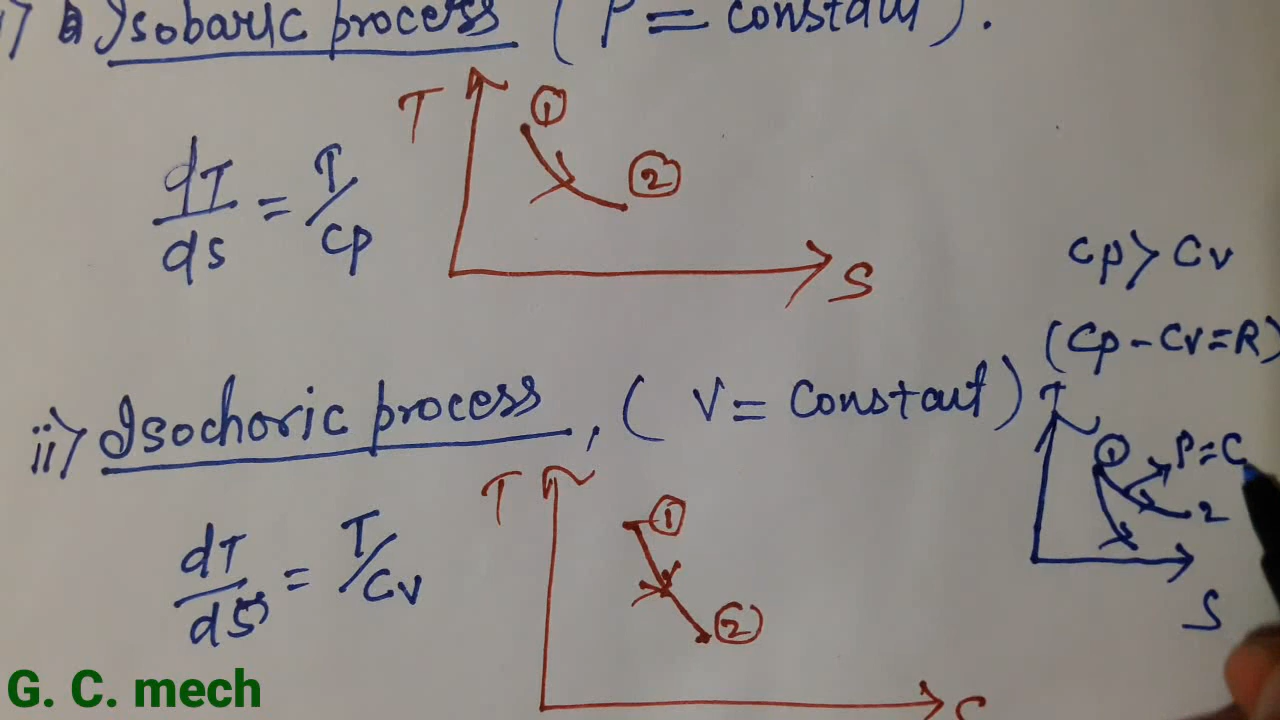 i) Isobaric process ( P = constant ).
T
①
②
dT/ds = T/Cp
S
Cp > Cv
(Cp - Cv = R)
ii) Isochoric process, ( V = constant )
T
① P = C
2
S
T
①
dT/ds = T/Cv
②
S
G. C. mech